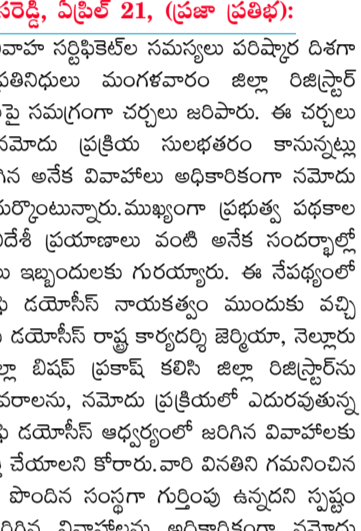 సరెడ్డి, ఏప్రిల్ 21, (ప్రజా ప్రతిభ):
వాహ సర్టిఫికెట్‌ల సమస్యలు పరిష్కార దిశగా
ప్రతినిధులు మంగళవారం జిల్లా రిజిస్ట్రార్
పై సమగ్రంగా చర్చలు జరిపారు. ఈ చర్చలు
నమోదు ప్రక్రియ సులభతరం కానున్నట్లు
గిన అనేక వివాహాలు అధికారికంగా నమోదు
దుర్కొంటున్నారు.ముఖ్యంగా ప్రభుత్వ పథకాల
దేశీ ప్రయాణాలు వంటి అనేక సందర్భాల్లో
ు ఇబ్బందులకు గురయ్యారు. ఈ నేపథ్యంలో
డయోసీస్ నాయకత్వం ముందుకు వచ్చి
డయోసీస్ రాష్ట్ర కార్యదర్శి జెర్మియా, నెల్లూరు
ల్లా బిషప్ ప్రకాష్ కలిసి జిల్లా రిజిస్ట్రార్‌ను
వరాలను, నమోదు ప్రక్రియలో ఎదురవుతున్న
డయోసీస్ ఆధ్వర్యంలో జరిగిన వివాహాలకు
చేయాలని కోరారు.వారి వినతిని గమనించిన
పొందిన సంస్థగా గుర్తింపు ఉన్నదని స్పష్టం
రిగిన వివాహాలను అధికారికంగా నమోదు